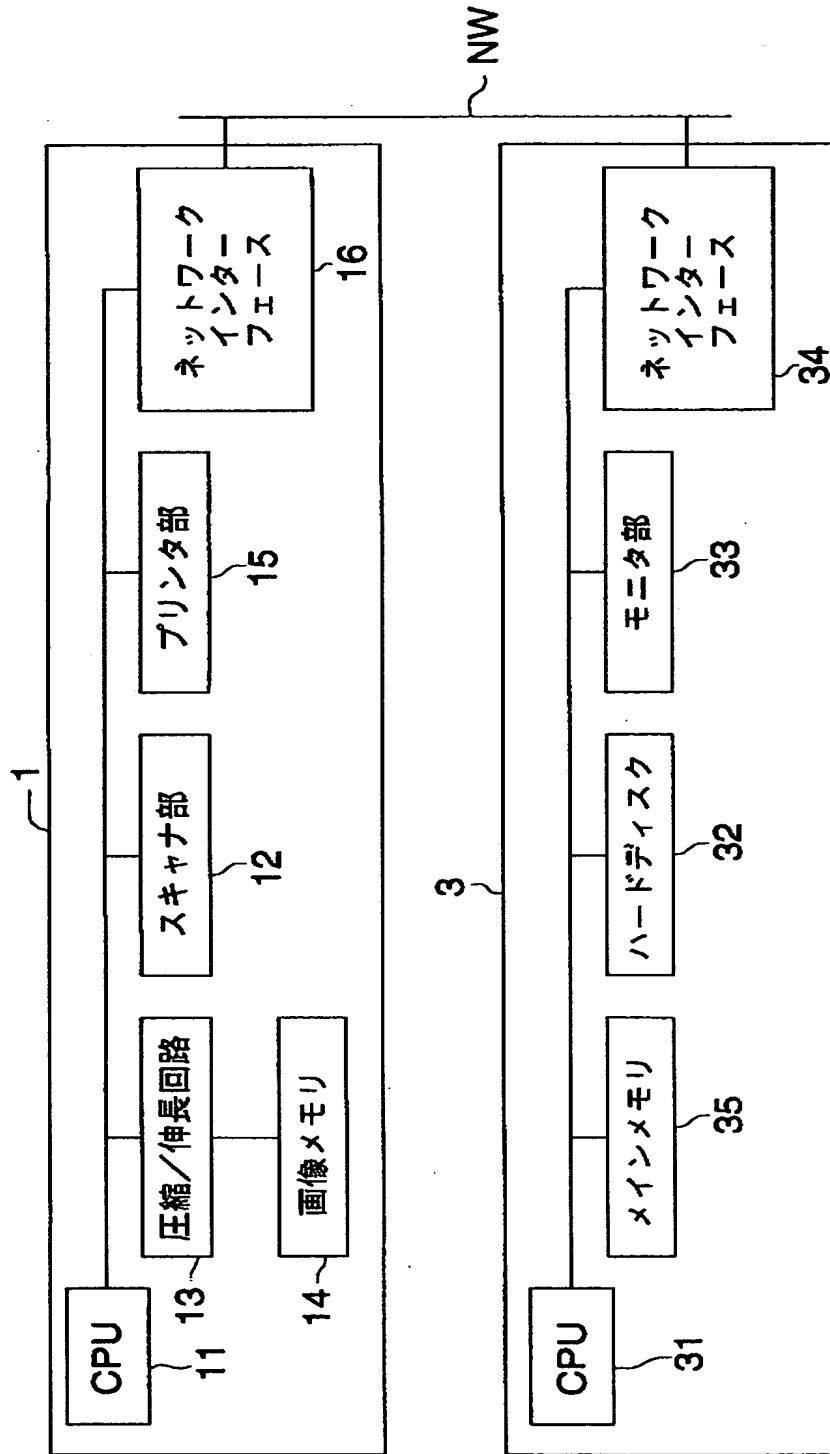 1
CPU
11
圧縮/伸長回路
13
画像メモリ
14
スキャナ部
12
プリンタ部
15
ネットワーク
インター
フェース
16
NW
3
CPU
31
メインメモリ
35
ハードディスク
32
モニタ部
33
ネットワーク
インター
フェース
34